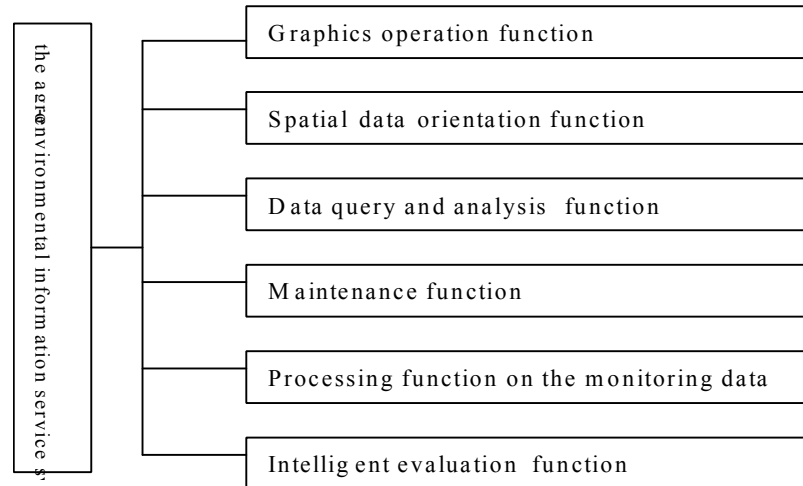 the agro-environmental information service
Graphics operation function
Spatial data orientation function
Data query and analysis function
Maintenance function
Processing function on the monitoring data
Intelligent evaluation function